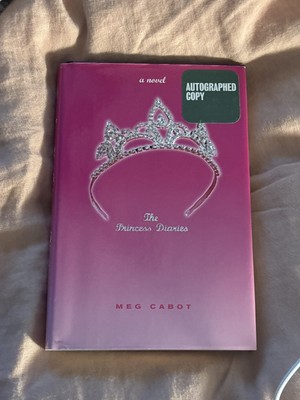 a novel
AUTOGRAPHED
COPY
The
Princess Diaries
MEG CABOT